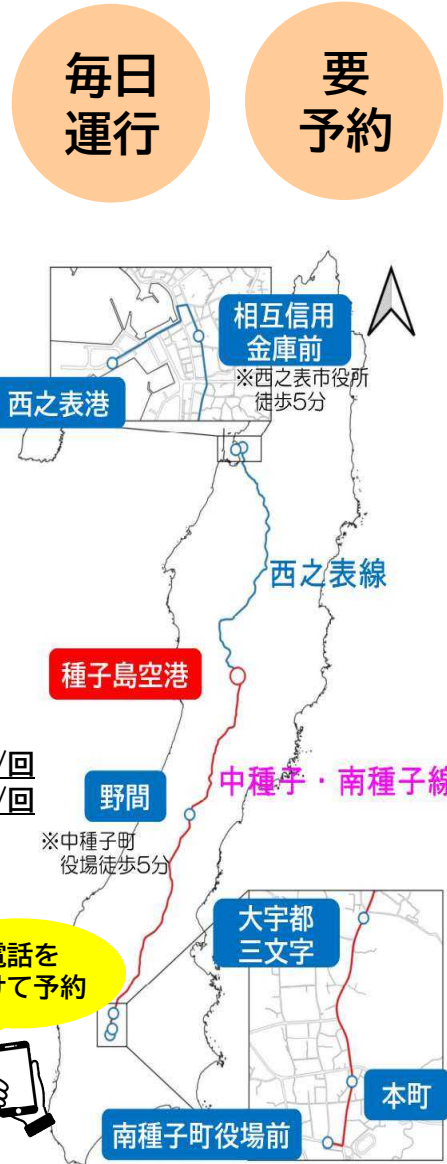 毎日
運行
要
予約
相互信用
金庫前
※西之表市役所
徒歩5分
西之表港
西之表線
種子島空港
/回
/回
野間
中種子・南種子線
※中種子町
役場徒歩5分
大宇都
三文字
電話を
けて予約
本町
南種子町役場前